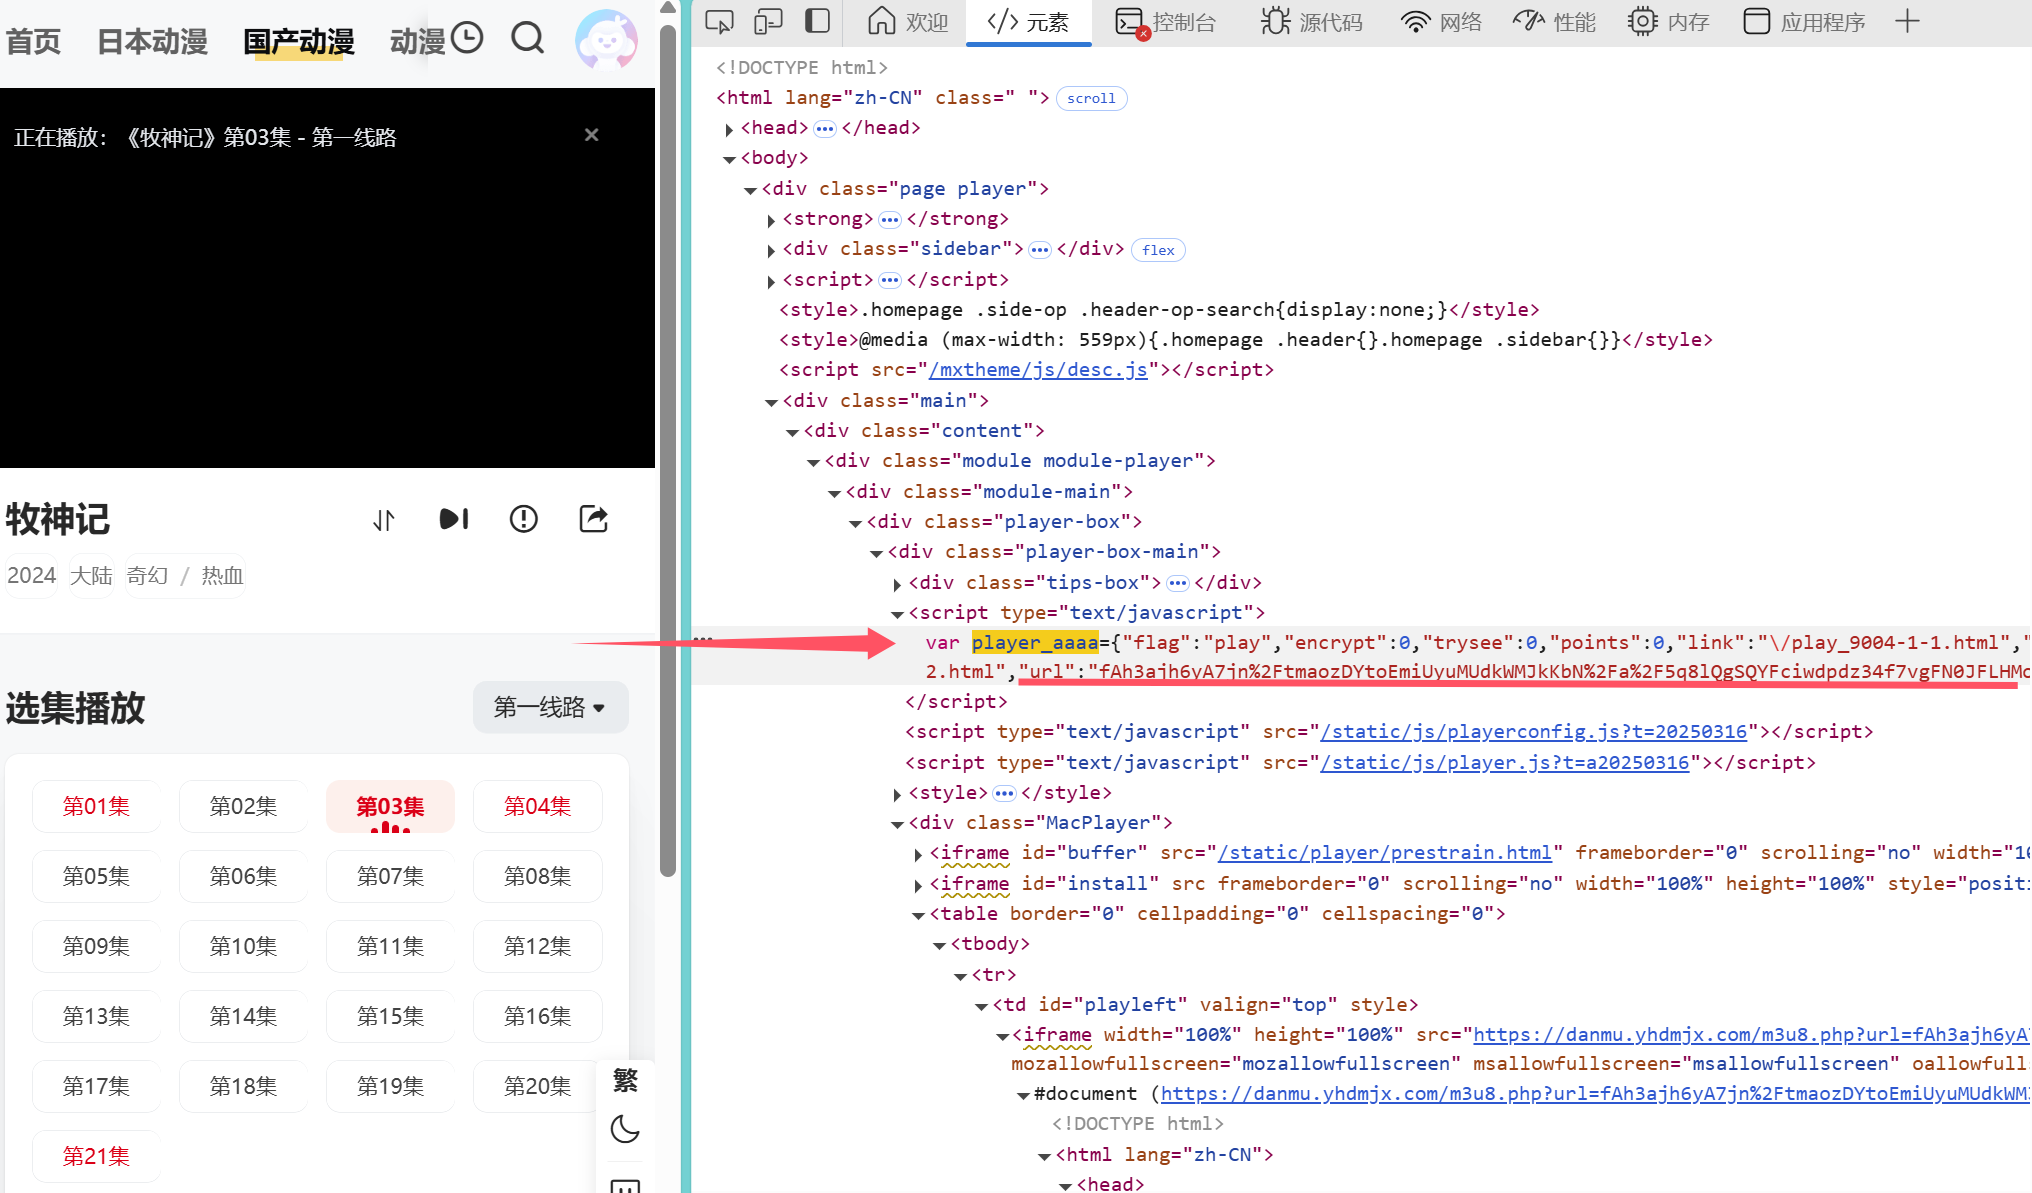 首页 日本动漫 国产动漫 动漫
正在播放：《牧神记》第03集 - 第一线路 ×
牧神记
2024 大陆 奇幻 / 热血
选集播放 第一线路
第01集 第02集 第03集 第04集
第05集 第06集 第07集 第08集
第09集 第10集 第11集 第12集
第13集 第14集 第15集 第16集
第17集 第18集 第19集 第20集
第21集
繁
欢迎 </> 元素 控制台 源代码 网络 性能 内存 应用程序
<!DOCTYPE html>
<html lang="zh-CN" class=" "> scroll
<head> ••• </head>
<body>
<div class="page player">
<strong> ••• </strong>
<div class="sidebar"> ••• </div> flex
<script> ••• </script>
<style>.homepage .side-op .header-op-search{display:none;}</style>
<style>@media (max-width: 559px){.homepage .header{}.homepage .sidebar{}}</style>
<script src="/mxtheme/js/desc.js"></script>
<div class="main">
<div class="content">
<div class="module module-player">
<div class="module-main">
<div class="player-box">
<div class="player-box-main">
<div class="tips-box"> ••• </div>
<script type="text/javascript">
var player_aaaa={"flag":"play","encrypt":0,"trysee":0,"points":0,"link":"\/play_9004-1-1.html","
2.html","url":"fAh3ajh6yA7jn%2FtmaozDYtoEmiUyuMUdkWMJkKbN%2Fa%2F5q8lQgSQYFciwdpdz34f7vgFN0JFLHMc
</script>
<script type="text/javascript" src="/static/js/playerconfig.js?t=20250316"></script>
<script type="text/javascript" src="/static/js/player.js?t=a20250316"></script>
<style> ••• </style>
<div class="MacPlayer">
<iframe id="buffer" src="/static/player/prestrain.html" frameborder="0" scrolling="no" width="10
<iframe id="install" src frameborder="0" scrolling="no" width="100%" height="100%" style="positi
<table border="0" cellpadding="0" cellspacing="0">
<tbody>
<tr>
<td id="playleft" valign="top" style>
<iframe width="100%" height="100%" src="https://danmu.yhdmjx.com/m3u8.php?url=fAh3ajh6yA7
mozallowfullscreen="mozallowfullscreen" msallowfullscreen="msallowfullscreen" oallowfulls
#document (https://danmu.yhdmjx.com/m3u8.php?url=fAh3ajh6yA7jn%2FtmaozDYtoEmiUyuMUdkWM
<!DOCTYPE html>
<html lang="zh-CN">
<head>